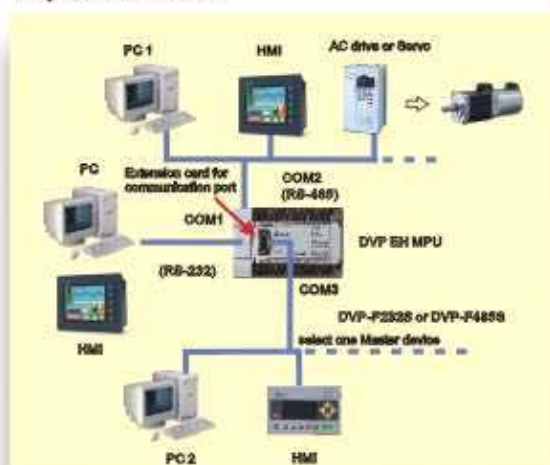 PC 1
HMI
AC drive or Servo
PC
Extension card for
communication port
COM2
(RS-485)
COM1
DVP EH MPU
(RS-232)
COM3
HMI
DVP-F232S or DVP-F485S
select one Master device
PC 2
HMI